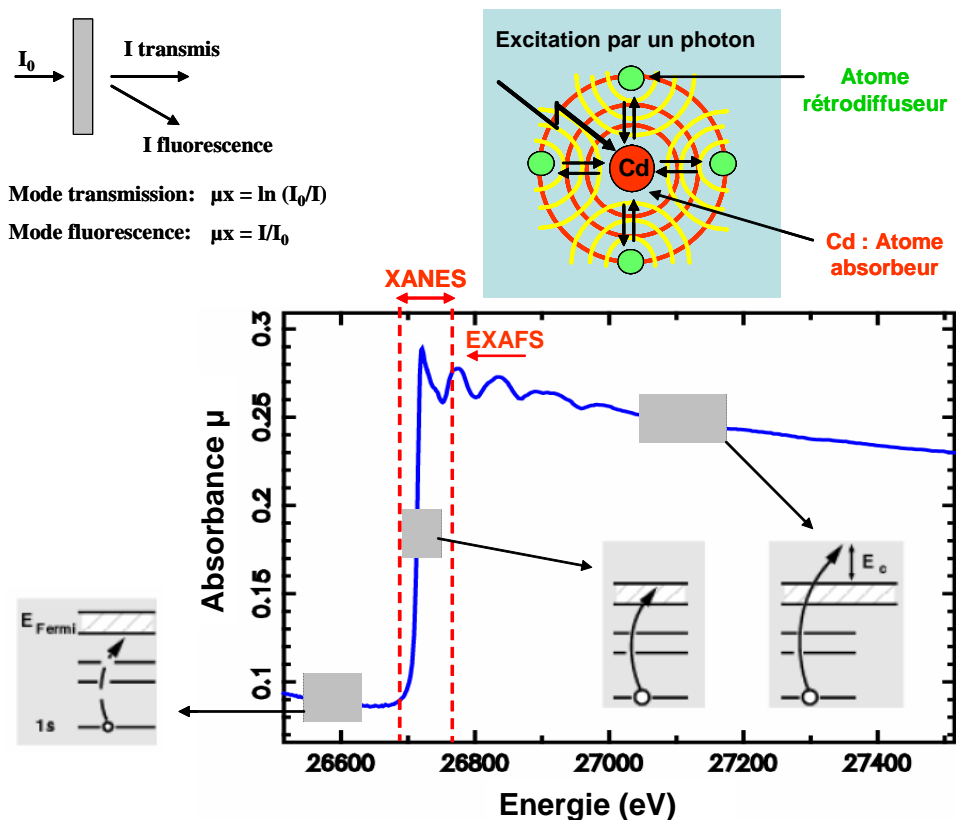 I₀
I transmis
I fluorescence
Mode transmission: µx = ln (I₀/I)
Mode fluorescence: µx = I/I₀
Excitation par un photon
Cd
Atome
rétrodiffuseur
Cd : Atome
absorbeur
XANES
EXAFS
Absorbance µ
0.3
0.25
0.2
0.15
0.1
E Fermi
1s
E c
26600
26800
27000
27200
27400
Energie (eV)